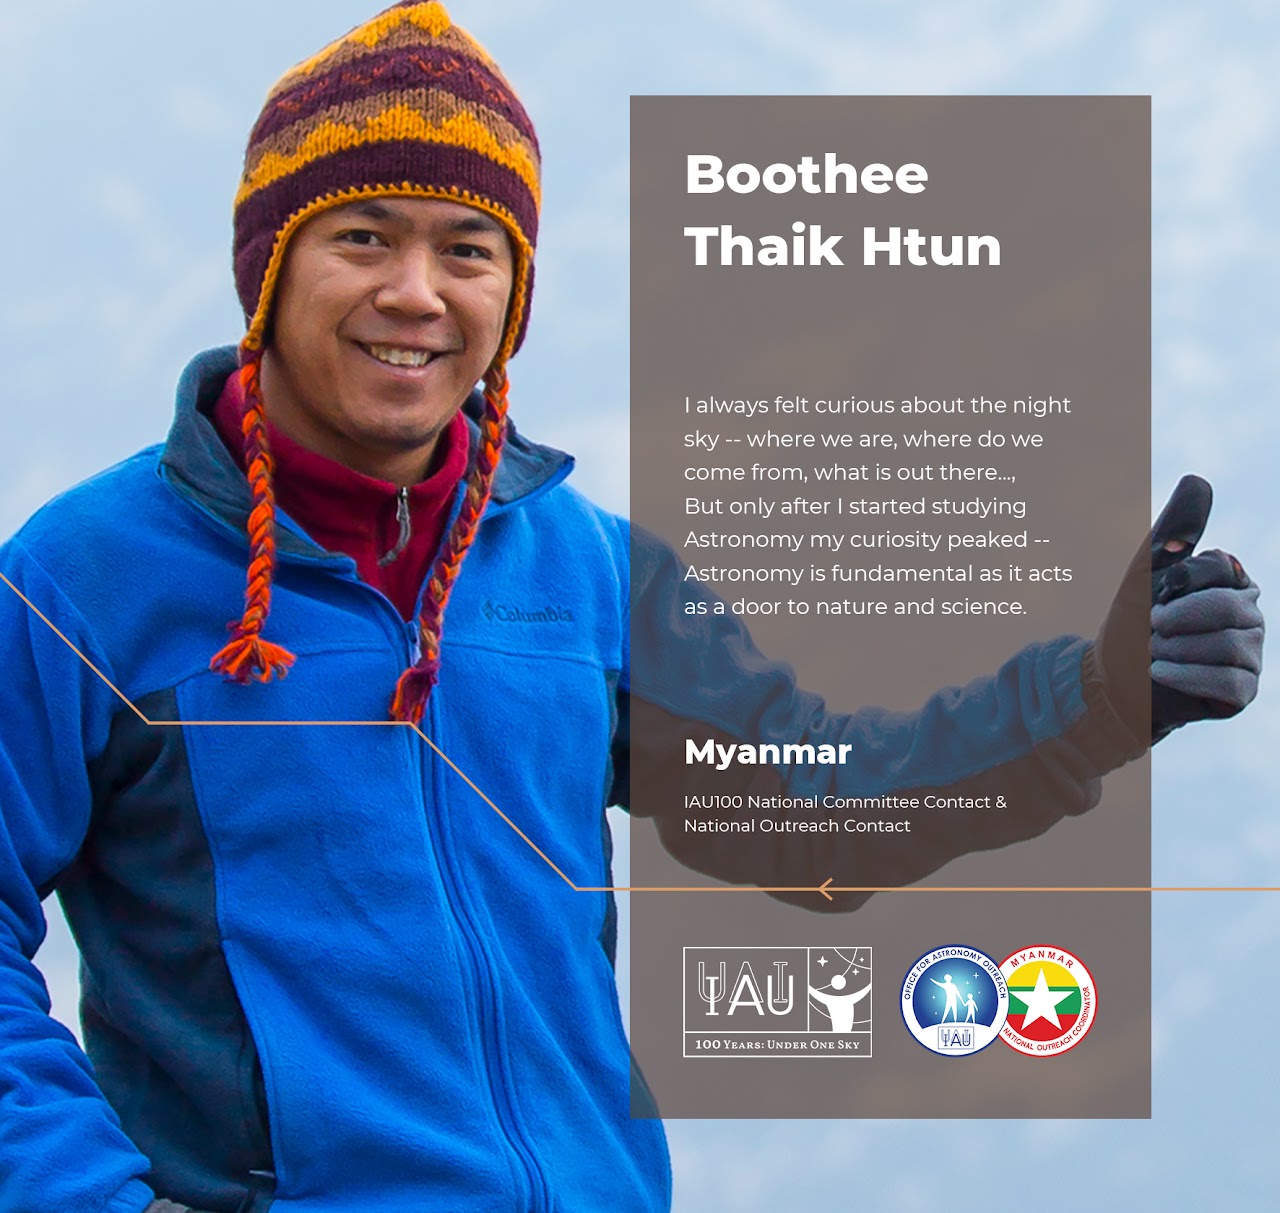 Boothee
Thaik Htun
I always felt curious about the night
sky -- where we are, where do we
come from, what is out there...,
But only after I started studying
Astronomy my curiosity peaked --
Astronomy is fundamental as it acts
as a door to nature and science.
Columbia
Myanmar
IAU100 National Committee Contact &
National Outreach Contact
IAU
100 Years: Under One Sky
OFFICE FOR ASTRONOMY OUTREACH
IAU
MYANMAR
NATIONAL OUTREACH COORDINATOR